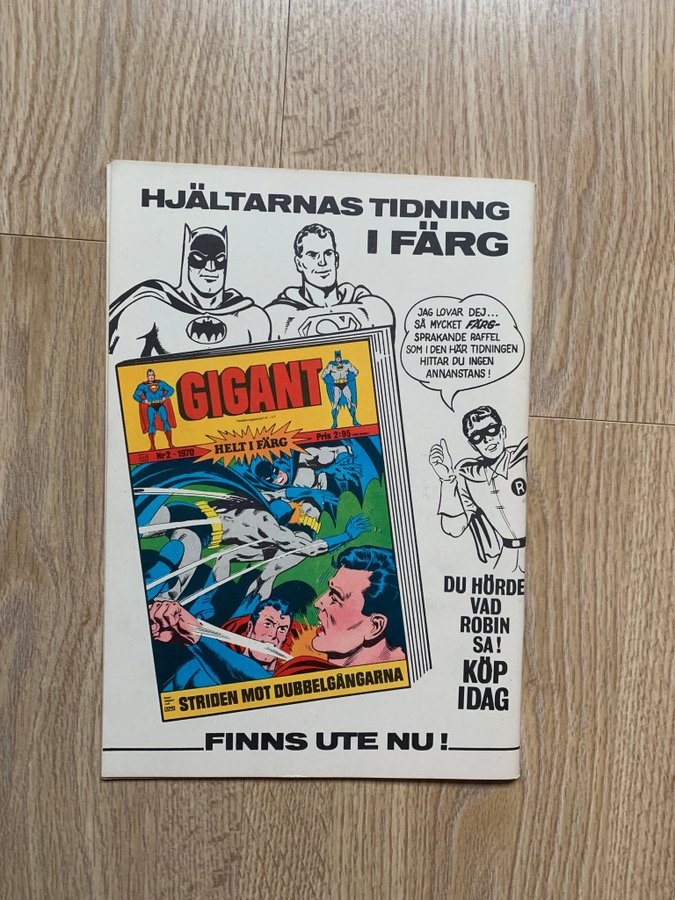 HJÄLTARNAS TIDNING
I FÄRG
JAG LOVAR DEJ...
SÅ MYCKET FÄRG-
SPRAKANDE RAFFEL
SOM I DEN HÄR TIDNINGEN
HITTAR DU INGEN
ANNANSTANS!
GIGANT
HELT I FÄRG
Nr 2 · 1970
Pris 2:95
R
STRIDEN MOT DUBBELGÅNGARNA
DU HÖRDE
VAD
ROBIN
SA!
KÖP
IDAG
FINNS UTE NU!